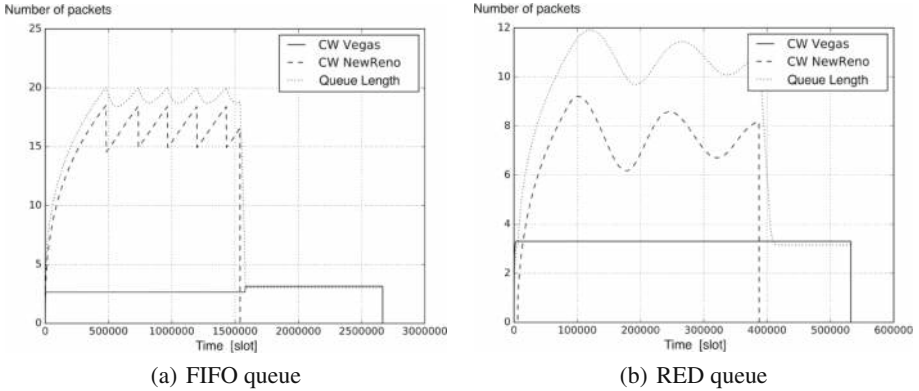 Number of packets
25
20
15
10
5
0
CW Vegas
CW NewReno
Queue Length
0 500000 1000000 1500000 2000000 2500000 3000000
Time [slot]
(a) FIFO queue
Number of packets
12
10
8
6
4
2
0
CW Vegas
CW NewReno
Queue Length
0 100000 200000 300000 400000 500000 600000
Time [slot]
(b) RED queue